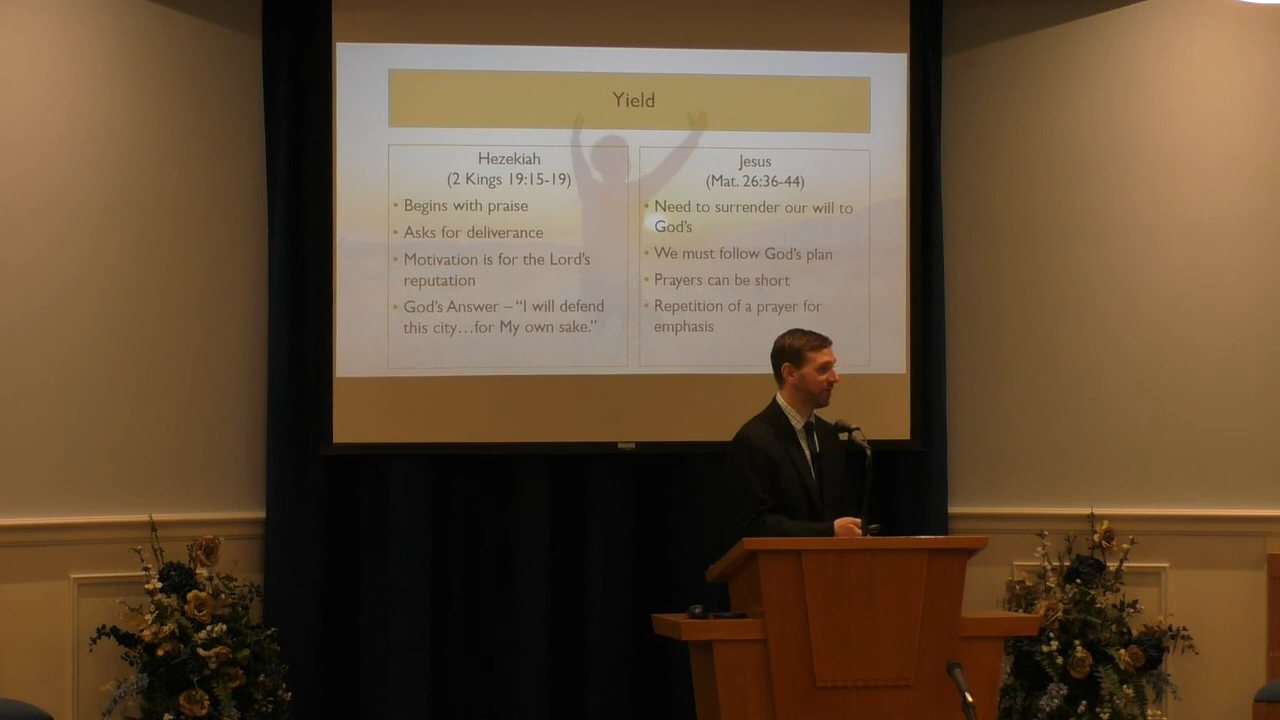 Yield
Hezekiah
(2 Kings 19:15-19)
• Begins with praise
• Asks for deliverance
• Motivation is for the Lord's
reputation
• God's Answer – “I will defend
this city…for My own sake.”
Jesus
(Mat. 26:36-44)
• Need to surrender our will to
God's
• We must follow God's plan
• Prayers can be short
• Repetition of a prayer for
emphasis